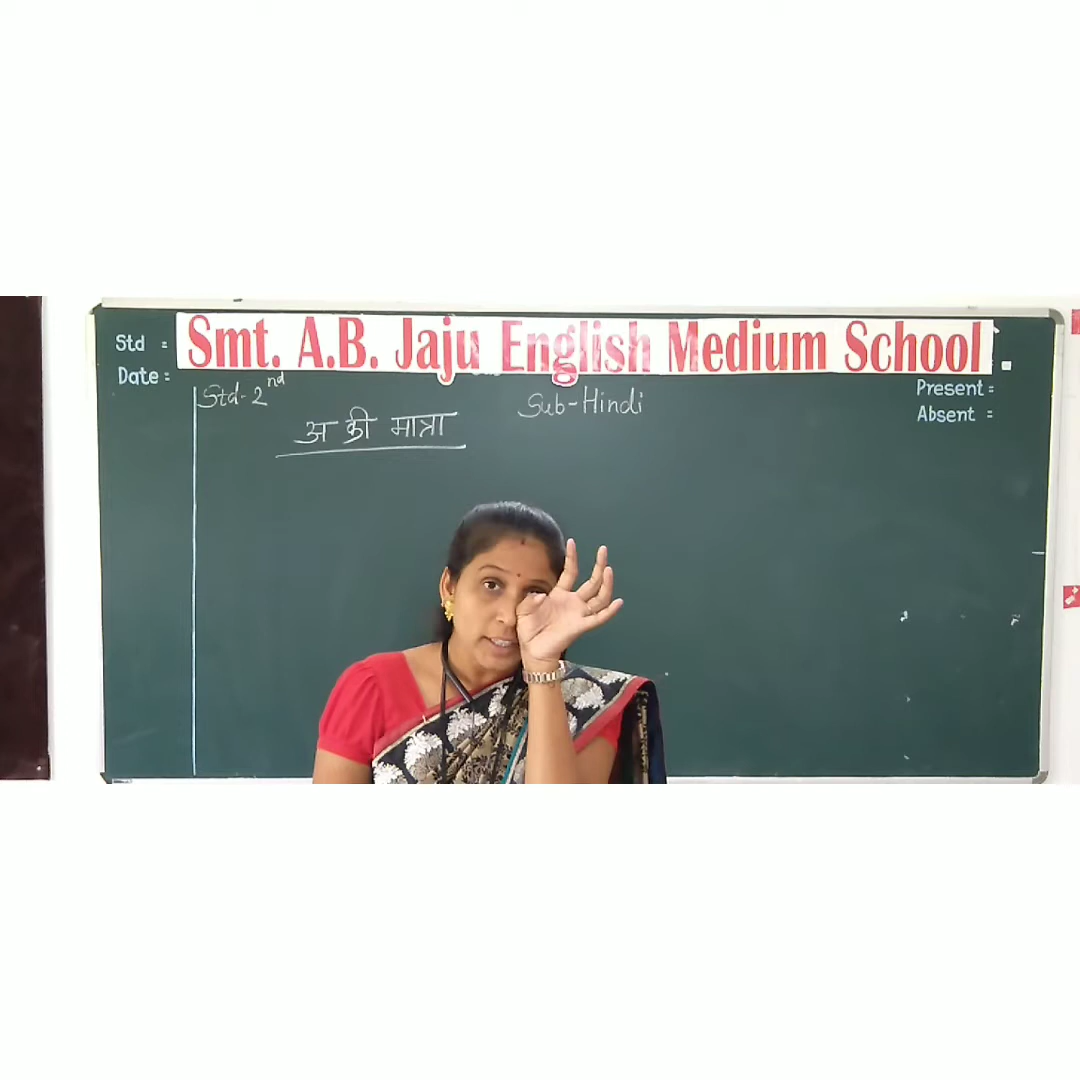 Smt. A.B. Jaju English Medium School
Std =
Date :
Present =
Absent =
Std - 2nd
Sub - Hindi
अ की मात्रा